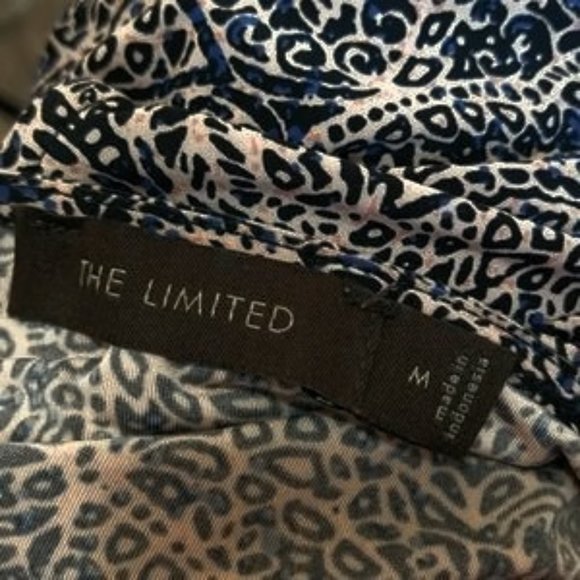 THE LIMITED
M
made in
indonesia